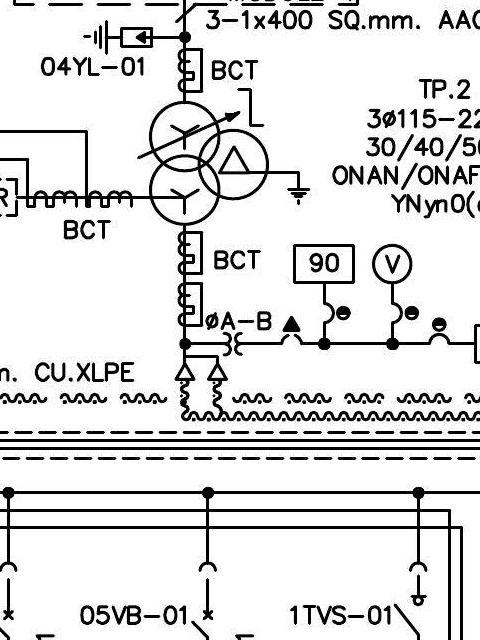 3-1x400 SQ.mm. AAC
04YL-01
BCT
TP.2
3ø115-22
30/40/50
ONAN/ONAF
YNyn0(
R
BCT
BCT
90
V
øA-B
m. CU.XLPE
05VB-01
1TVS-01